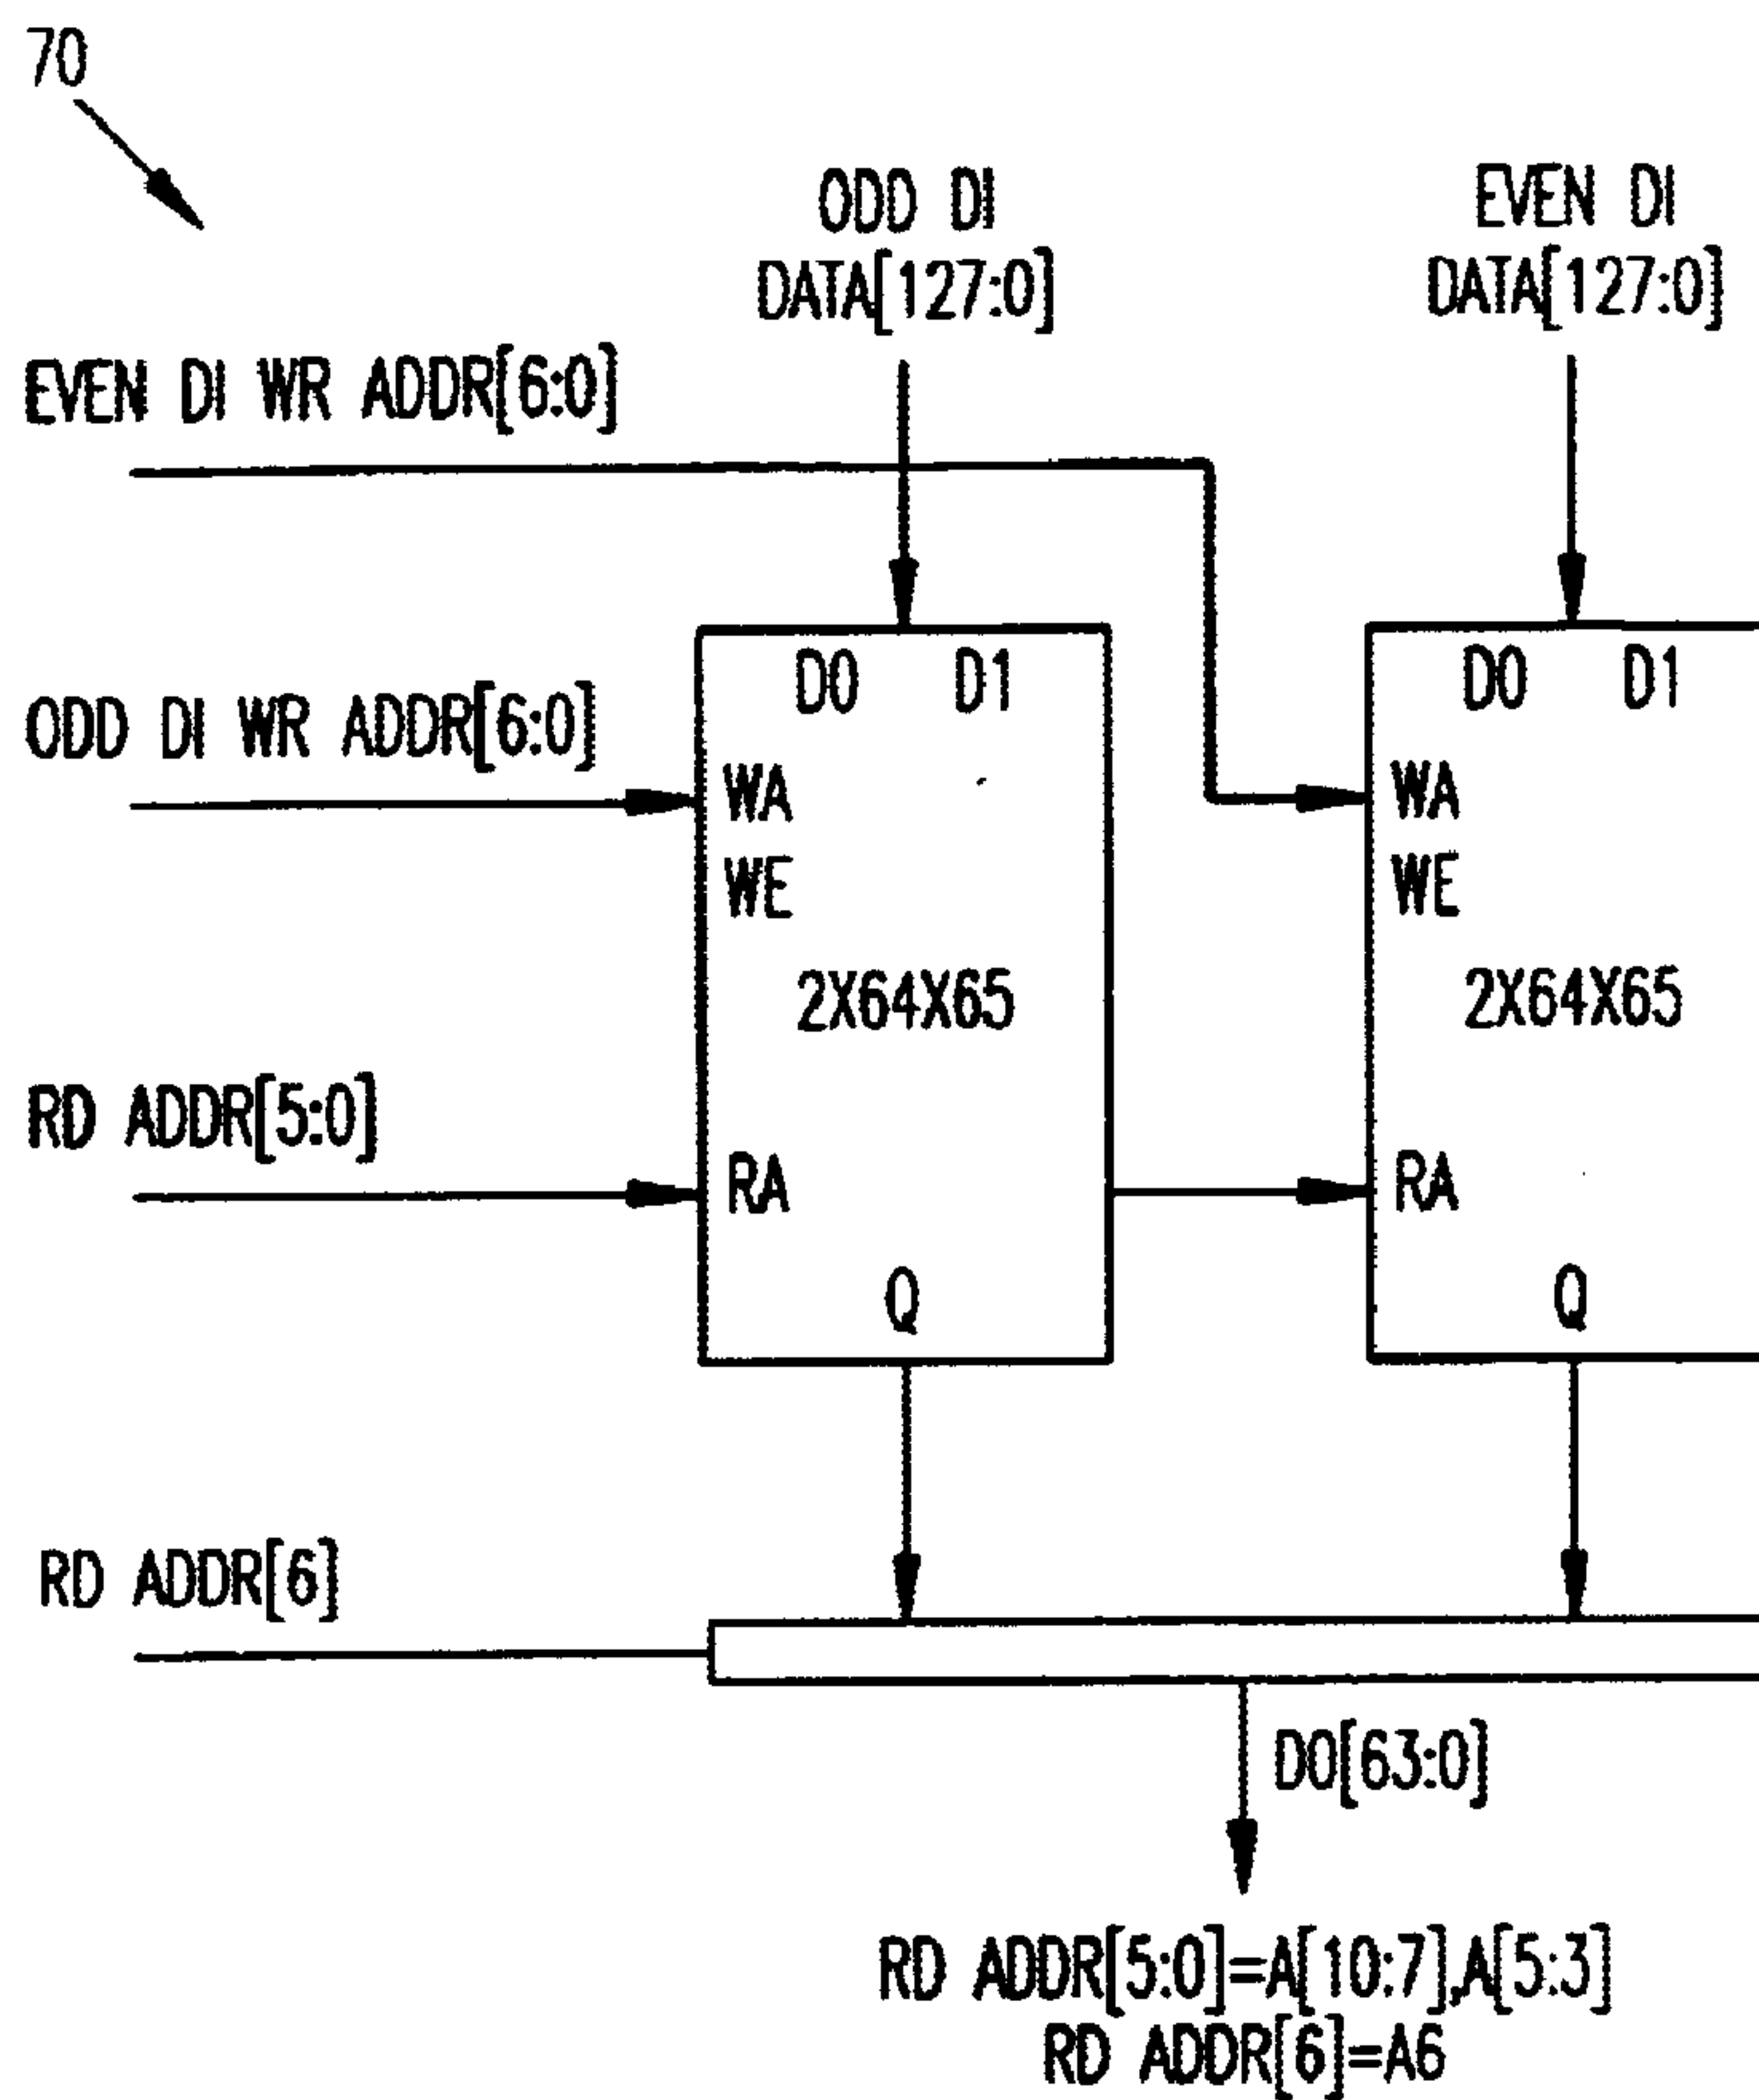 70
ODD DI
DATA[127:0]
EVEN DI
DATA[127:0]
EVEN DI WR ADDR[6:0]
ODD DI WR ADDR[6:0]
D0 D1
WA
WE
2X64X65
RA
Q
D0 D1
WA
WE
2X64X65
RA
Q
RD ADDR[5:0]
RD ADDR[6]
DO[63:0]
RD ADDR[5:0]=A[10:7],A[5:3]
RD ADDR[6]=A6